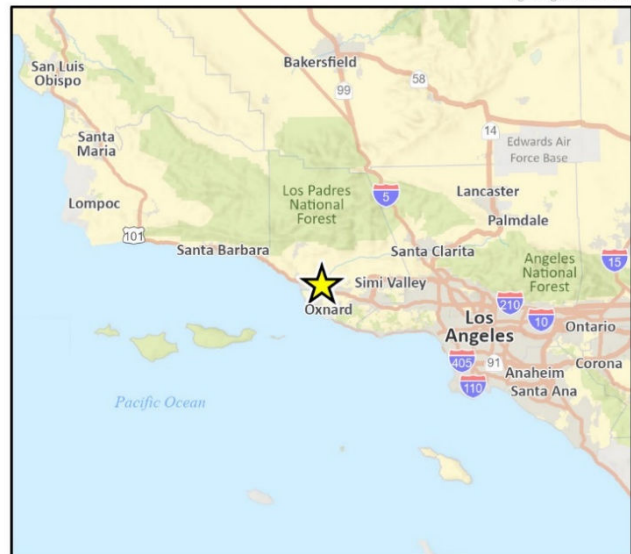 Bakersfield
San Luis
Obispo
99
58
Santa
Maria
14
Edwards Air
Force Base
Los Padres
National
Forest
5
Lancaster
Lompoc
Palmdale
101
Santa Barbara
Santa Clarita
15
Angeles
National
Forest
Simi Valley
Oxnard
210
Los
Angeles
10
Ontario
405
91
Corona
Anaheim
110
Santa Ana
Pacific Ocean